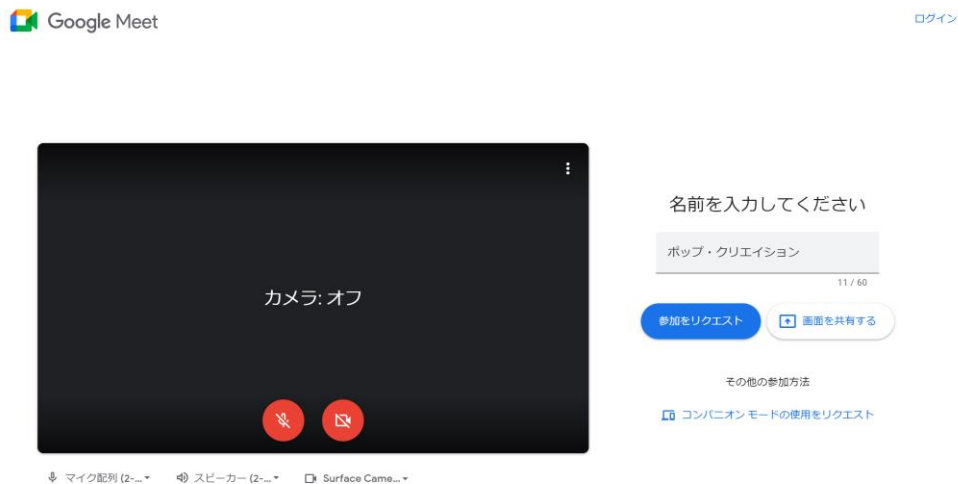 Google Meet
ログイン
カメラ: オフ
名前を入力してください
ポップ・クリエイション
11 / 60
参加をリクエスト
画面を共有する
その他の参加方法
コンパニオン モードの使用をリクエスト
マイク配列 (2-...
スピーカー (2-...
Surface Came...